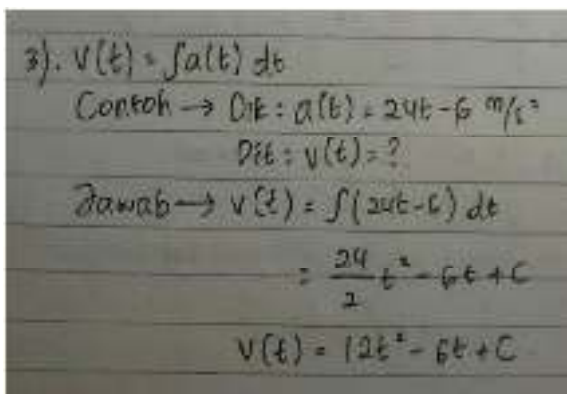 3). V(t) = ∫a(t) dt
Contoh → Dik : a(t) = 24t - 6 m/s²
Dit : v(t) = ?
Jawab → V(t) = ∫(24t-6) dt
= 24/2 t² - 6t + C
V(t) = 12t² - 6t + C